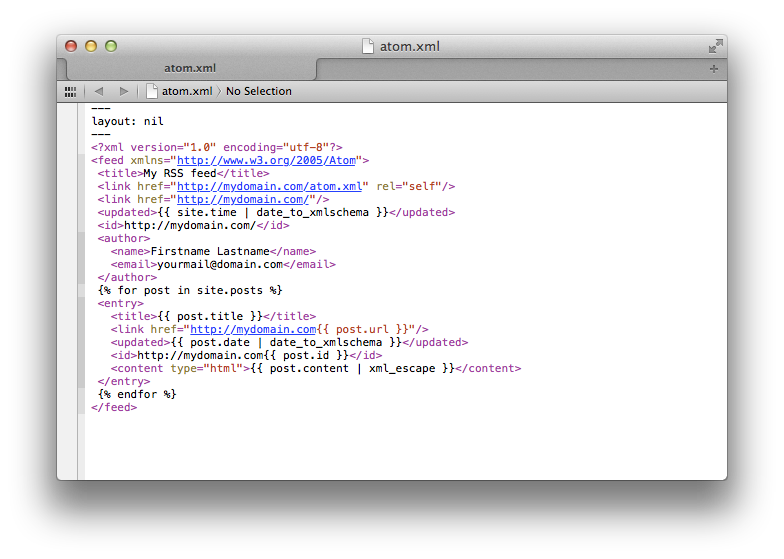 atom.xml
atom.xml
atom.xml 〉 No Selection
---
layout: nil
---
<?xml version="1.0" encoding="utf-8"?>
<feed xmlns="http://www.w3.org/2005/Atom">
 <title>My RSS feed</title>
 <link href="http://mydomain.com/atom.xml" rel="self"/>
 <link href="http://mydomain.com/"/>
 <updated>{{ site.time | date_to_xmlschema }}</updated>
 <id>http://mydomain.com/</id>
 <author>
   <name>Firstname Lastname</name>
   <email>yourmail@domain.com</email>
 </author>
 {% for post in site.posts %}
 <entry>
   <title>{{ post.title }}</title>
   <link href="http://mydomain.com{{ post.url }}"/>
   <updated>{{ post.date | date_to_xmlschema }}</updated>
   <id>http://mydomain.com{{ post.id }}</id>
   <content type="html">{{ post.content | xml_escape }}</content>
 </entry>
 {% endfor %}
</feed>